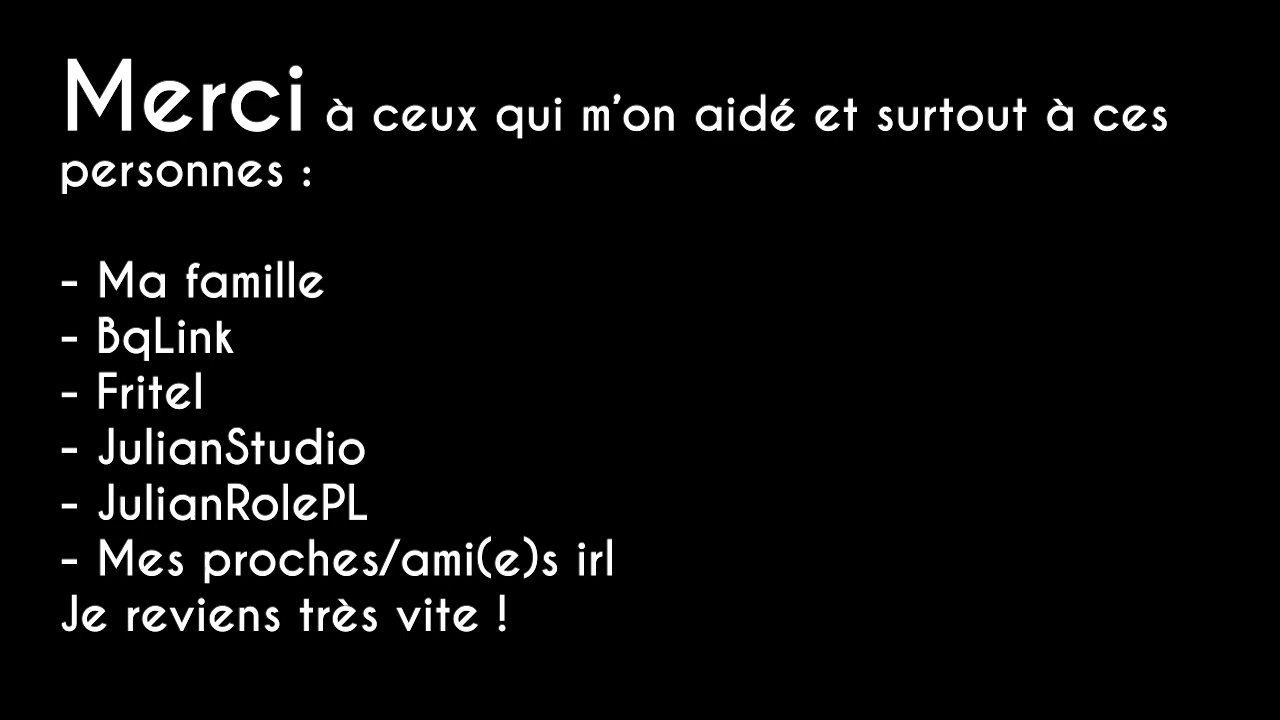 Merci à ceux qui m'on aidé et surtout à ces
personnes :
- Ma famille
- BqLink
- Fritel
- JulianStudio
- JulianRolePL
- Mes proches/ami(e)s irl
Je reviens très vite !